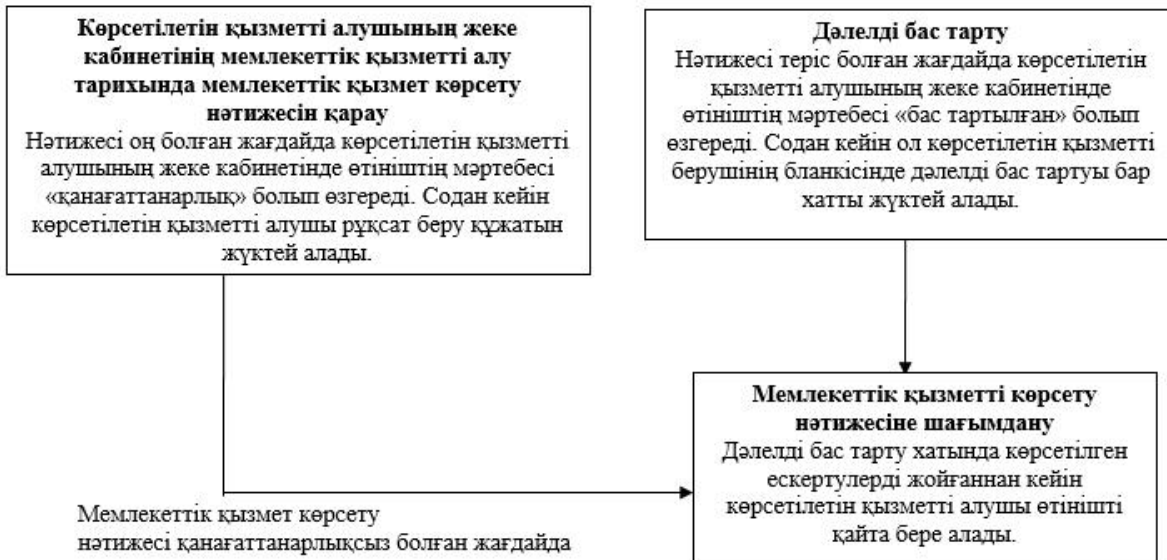 Көрсетілетін қызметті алушының жеке
кабинетінің мемлекеттік қызметті алу
тарихында мемлекеттік қызмет көрсету
нәтижесін қарау
Нәтижесі оң болған жағдайда көрсетілетін қызметті
алушының жеке кабинетінде өтініштің мәртебесі
«қанағаттанарлық» болып өзгереді. Содан кейін
көрсетілетін қызметті алушы рұқсат беру құжатын
жүктей алады.
Дәлелді бас тарту
Нәтижесі теріс болған жағдайда көрсетілетін
қызметті алушының жеке кабинетінде
өтініштің мәртебесі «бас тартылған» болып
өзгереді. Содан кейін ол көрсетілетін қызметті
берушінің бланкісінде дәлелді бас тартуы бар
хатты жүктей алады.
Мемлекеттік қызметті көрсету
нәтижесіне шағымдану
Дәлелді бас тарту хатында көрсетілген
ескертулерді жойғаннан кейін
көрсетілетін қызметті алушы өтінішті
қайта бере алады.
Мемлекеттік қызмет көрсету
нәтижесі қанағаттанарлықсыз болған жағдайда